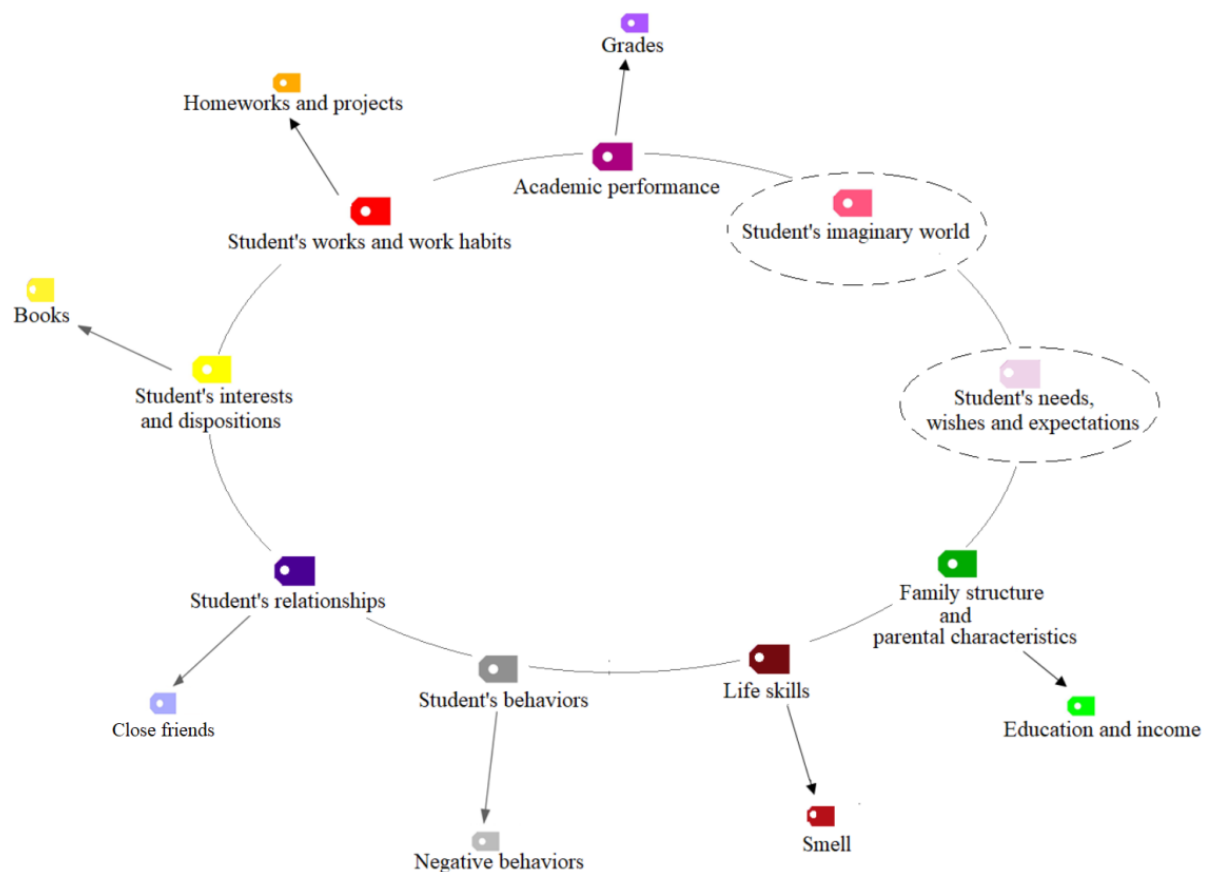 Grades
Homeworks and projects
Academic performance
Student's imaginary world
Student's works and work habits
Books
Student's interests
and dispositions
Student's needs,
wishes and expectations
Student's relationships
Family structure
and
parental characteristics
Student's behaviors
Life skills
Close friends
Education and income
Negative behaviors
Smell